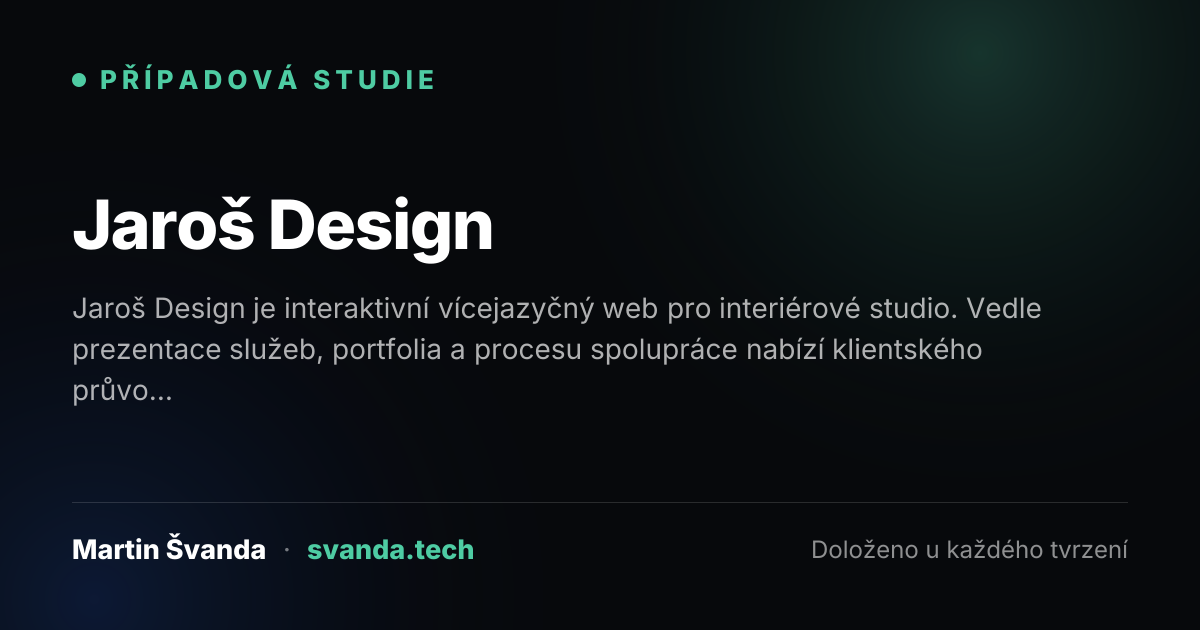 PŘÍPADOVÁ STUDIE
Jaroš Design
Jaroš Design je interaktivní vícejazyčný web pro interiérové studio. Vedle
prezentace služeb, portfolia a procesu spolupráce nabízí klientského
průvo…
Martin Švanda · svanda.tech
Doloženo u každého tvrzení